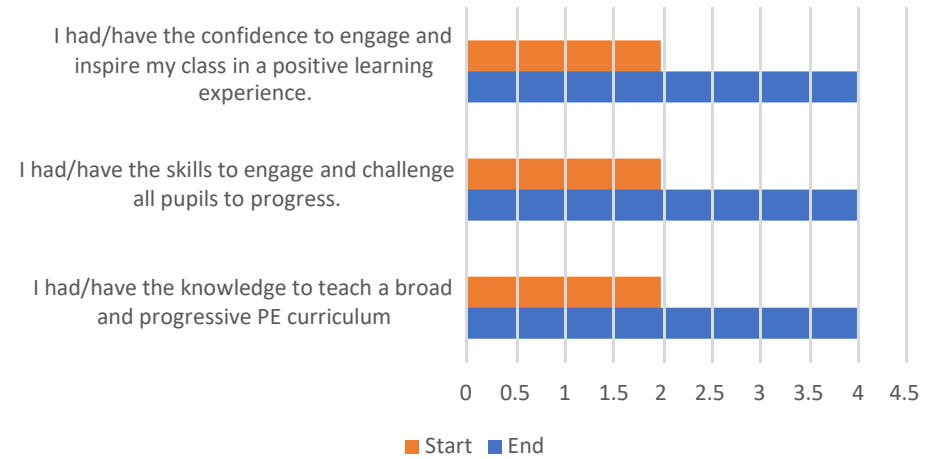 I had/have the confidence to engage and
inspire my class in a positive learning
experience.
I had/have the skills to engage and challenge
all pupils to progress.
I had/have the knowledge to teach a broad
and progressive PE curriculum
0 0.5 1 1.5 2 2.5 3 3.5 4 4.5
Start End